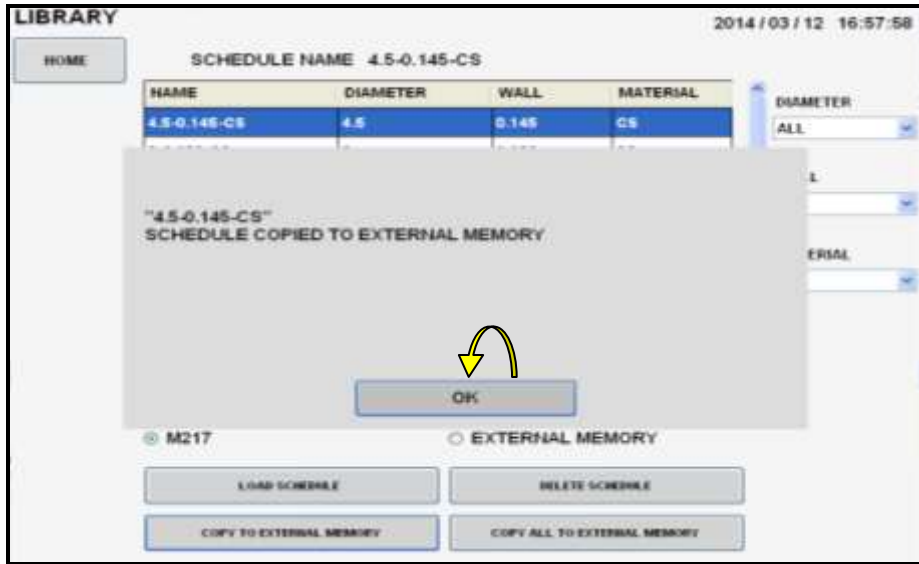 LIBRARY
2014/03/12 16:57:58
HOME
SCHEDULE NAME 4.5-0.145-CS
NAME DIAMETER WALL MATERIAL
4.5-0.145-CS 4.5 0.145 CS
DIAMETER
ALL
L
"4.5-0.145-CS"
SCHEDULE COPIED TO EXTERNAL MEMORY
ERIAL
OK
M217 EXTERNAL MEMORY
LOAD SCHEDULE DELETE SCHEDULE
COPY TO EXTERNAL MEMORY COPY ALL TO EXTERNAL MEMORY